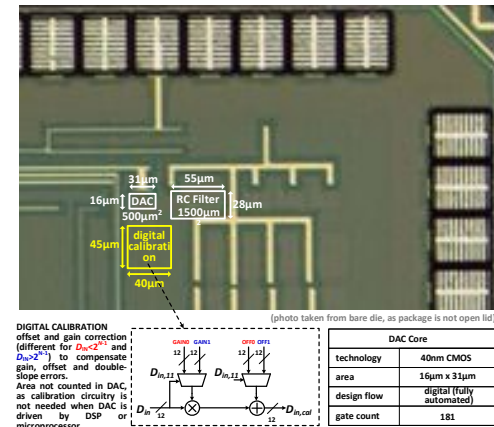 31µm
55µm
16µm
DAC
RC Filter
1500µm
28µm
500µm2
45µm
digital
calibrati
on
40µm
(photo taken from bare die, as package is not open lid)
DIGITAL CALIBRATION
offset and gain correction
(different for DIN<2N-1 and
DIN>2N-1) to compensate
gain, offset and double-
slope errors.
Area not counted in DAC,
as calibration circuitry is
not needed when DAC is
driven by DSP or
microprocessor
GAIN0 GAIN1 OFF0 OFF1
12 12 12 12
Din,11 Din,11
Din 12 12 Din,cal
DAC Core
technology 40nm CMOS
area 16µm x 31µm
design flow digital (fully
automated)
gate count 181